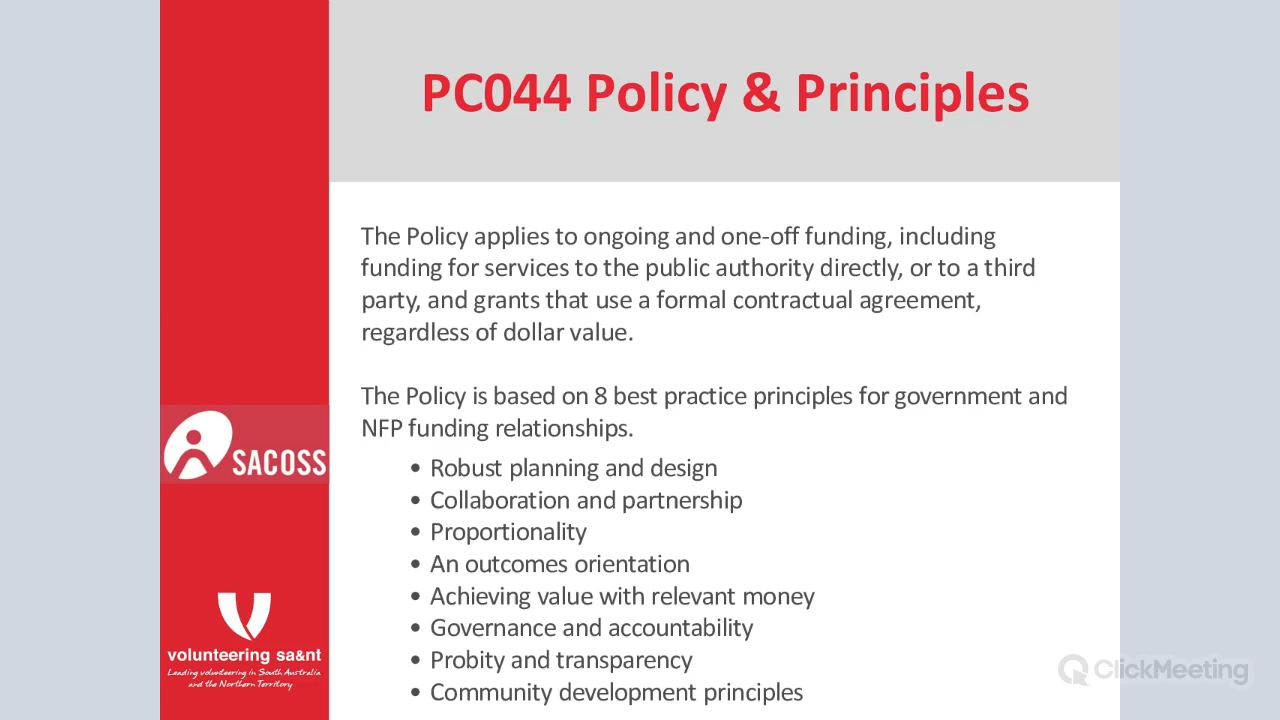 PC044 Policy & Principles
The Policy applies to ongoing and one-off funding, including
funding for services to the public authority directly, or to a third
party, and grants that use a formal contractual agreement,
regardless of dollar value.
The Policy is based on 8 best practice principles for government and
NFP funding relationships.
• Robust planning and design
• Collaboration and partnership
• Proportionality
• An outcomes orientation
• Achieving value with relevant money
• Governance and accountability
• Probity and transparency
• Community development principles
SACOSS
volunteering sa&nt
Leading volunteering in South Australia
and the Northern Territory
ClickMeeting